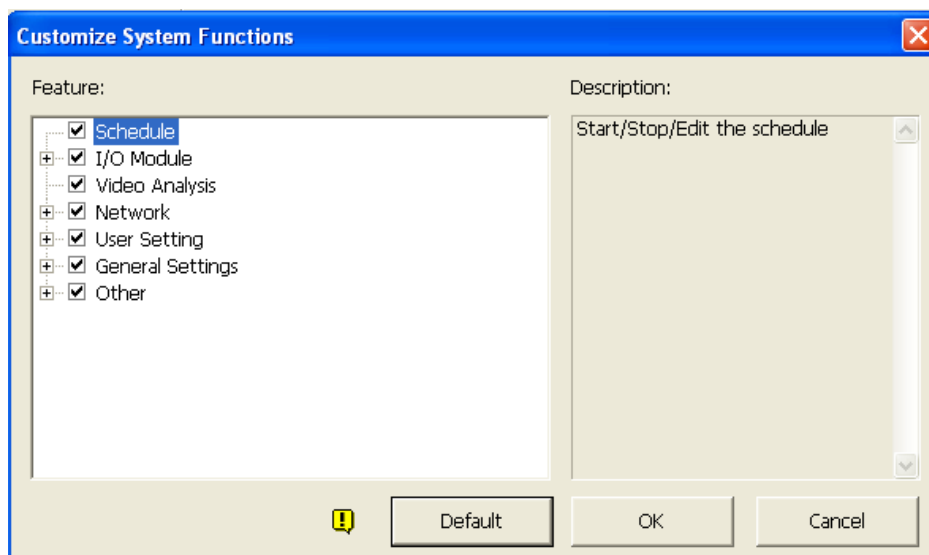 Customize System Functions
Feature:
Schedule
I/O Module
Video Analysis
Network
User Setting
General Settings
Other
Description:
Start/Stop/Edit the schedule
Default
OK
Cancel